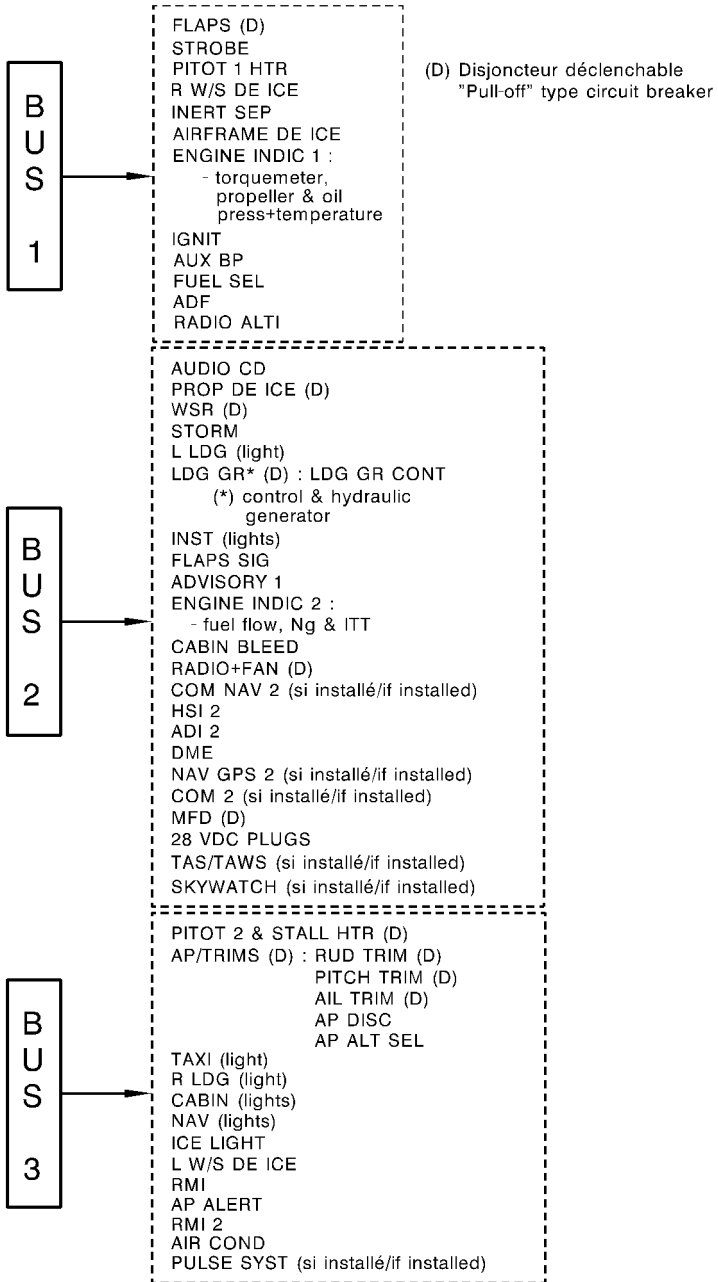 BUS 1
FLAPS (D)
STROBE
PITOT 1 HTR
R W/S DE ICE
INERT SEP
AIRFRAME DE ICE
ENGINE INDIC 1 :
- torquemeter,
propeller & oil
press+temperature
IGNIT
AUX BP
FUEL SEL
ADF
RADIO ALTI
(D) Disjoncteur déclenchable
"Pull-off" type circuit breaker
BUS 2
AUDIO CD
PROP DE ICE (D)
WSR (D)
STORM
L LDG (light)
LDG GR* (D) : LDG GR CONT
(*) control & hydraulic
generator
INST (lights)
FLAPS SIG
ADVISORY 1
ENGINE INDIC 2 :
- fuel flow, Ng & ITT
CABIN BLEED
RADIO+FAN (D)
COM NAV 2 (si installé/if installed)
HSI 2
ADI 2
DME
NAV GPS 2 (si installé/if installed)
COM 2 (si installé/if installed)
MFD (D)
28 VDC PLUGS
TAS/TAWS (si installé/if installed)
SKYWATCH (si installé/if installed)
BUS 3
PITOT 2 & STALL HTR (D)
AP/TRIMS (D) : RUD TRIM (D)
PITCH TRIM (D)
AIL TRIM (D)
AP DISC
AP ALT SEL
TAXI (light)
R LDG (light)
CABIN (lights)
NAV (lights)
ICE LIGHT
L W/S DE ICE
RMI
AP ALERT
RMI 2
AIR COND
PULSE SYST (si installé/if installed)